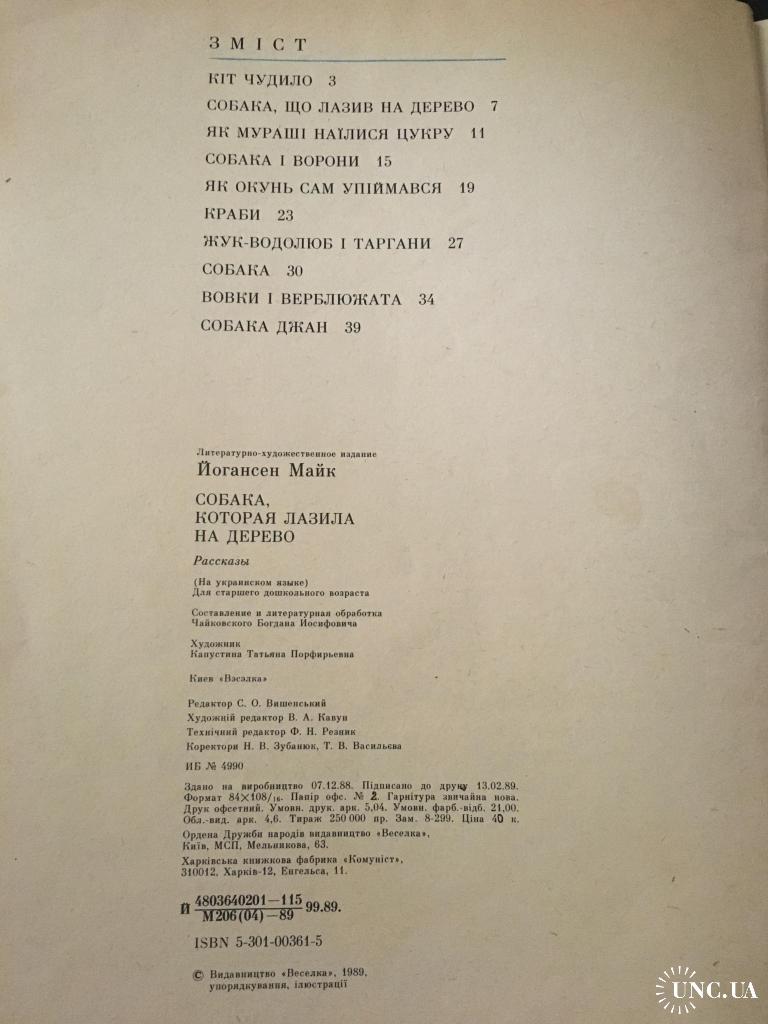 ЗМІСТ
КІТ ЧУДИЛО 3
СОБАКА, ЩО ЛАЗИВ НА ДЕРЕВО 7
ЯК МУРАШІ НАЇЛИСЯ ЦУКРУ 11
СОБАКА І ВОРОНИ 15
ЯК ОКУНЬ САМ УПІЙМАВСЯ 19
КРАБИ 23
ЖУК-ВОДОЛЮБ І ТАРГАНИ 27
СОБАКА 30
ВОВКИ І ВЕРБЛЮЖАТА 34
СОБАКА ДЖАН 39
Литературно-художественное издание
Йогансен Майк
СОБАКА,
КОТОРАЯ ЛАЗИЛА
НА ДЕРЕВО
Рассказы
(На украинском языке)
Для старшего дошкольного возраста
Составление и литературная обработка
Чайковского Богдана Иосифовича
Художник
Капустина Татьяна Порфирьевна
Киев «Вэсэлка»
Редактор С. О. Вишенський
Художній редактор В. А. Кавун
Технічний редактор Ф. Н. Резник
Коректори Н. В. Зубанюк, Т. В. Васильєва
ИБ № 4990
Здано на виробництво 07.12.88. Підписано до друку 13.02.89.
Формат 84×108/16. Папір офс. № 2. Гарнітура звичайна нова.
Друк офсетний. Умовн. друк. арк. 5,04. Умовн. фарб.-відб. 21,00.
Обл.-вид. арк. 4,6. Тираж 250 000 пр. Зам. 8-299. Ціна 40 к.
Ордена Дружби народів видавництво «Веселка»,
Київ, МСП, Мельникова, 63.
Харківська книжкова фабрика «Комуніст»,
310012, Харків-12, Енгельса, 11.
Й 4803640201—115
М206(04)—89 99.89.
ISBN 5-301-00361-5
© Видавництво «Веселка», 1989,
упорядкування, ілюстрації
UNC.UA